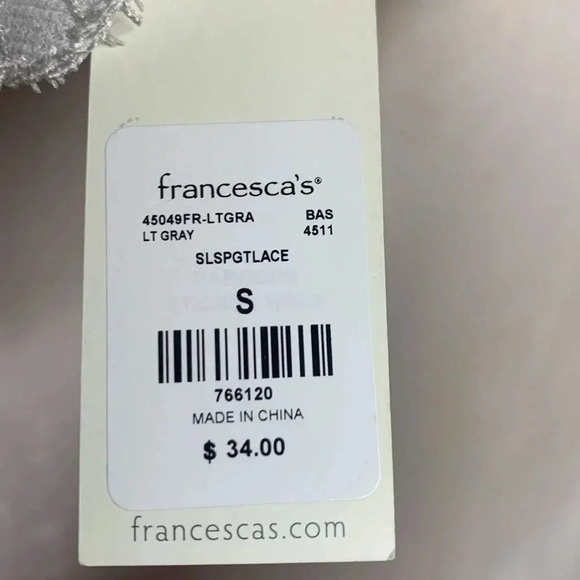 francesca's®
45049FR-LTGRA BAS
LT GRAY 4511
SLSPGTLACE
S
766120
MADE IN CHINA
$ 34.00
francescas.com